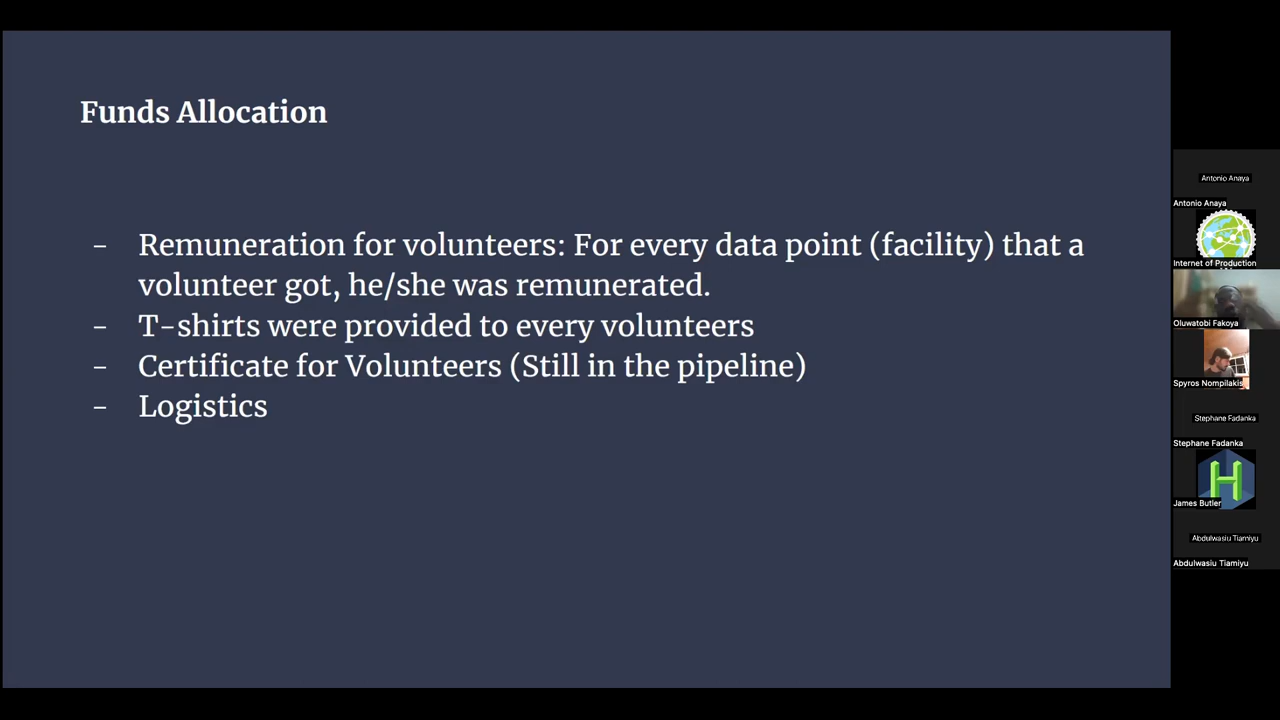 Funds Allocation
- Remuneration for volunteers: For every data point (facility) that a
volunteer got, he/she was remunerated.
- T-shirts were provided to every volunteers
- Certificate for Volunteers (Still in the pipeline)
- Logistics
Antonio Anaya
Antonio Anaya
Internet of Production
Oluwatobi Fakoya
Spyros Nompilakis
Stephane Fadanka
Stephane Fadanka
H
James Butler
Abdulwasiu Tiamiyu
Abdulwasiu Tiamiyu